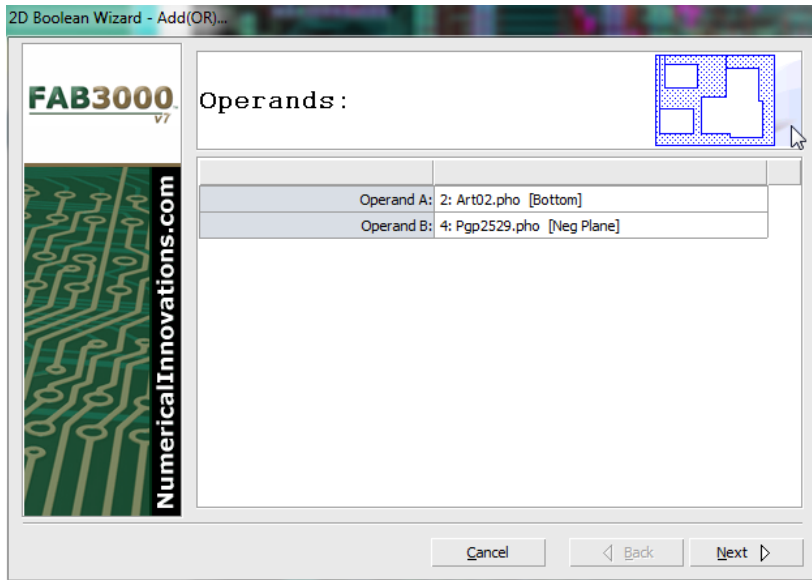 2D Boolean Wizard - Add(OR)...
FAB3000
V7
Operands:
NumericalInnovations.com
Operand A: 2: Art02.pho [Bottom]
Operand B: 4: Pgp2529.pho [Neg Plane]
Cancel
Back
Next